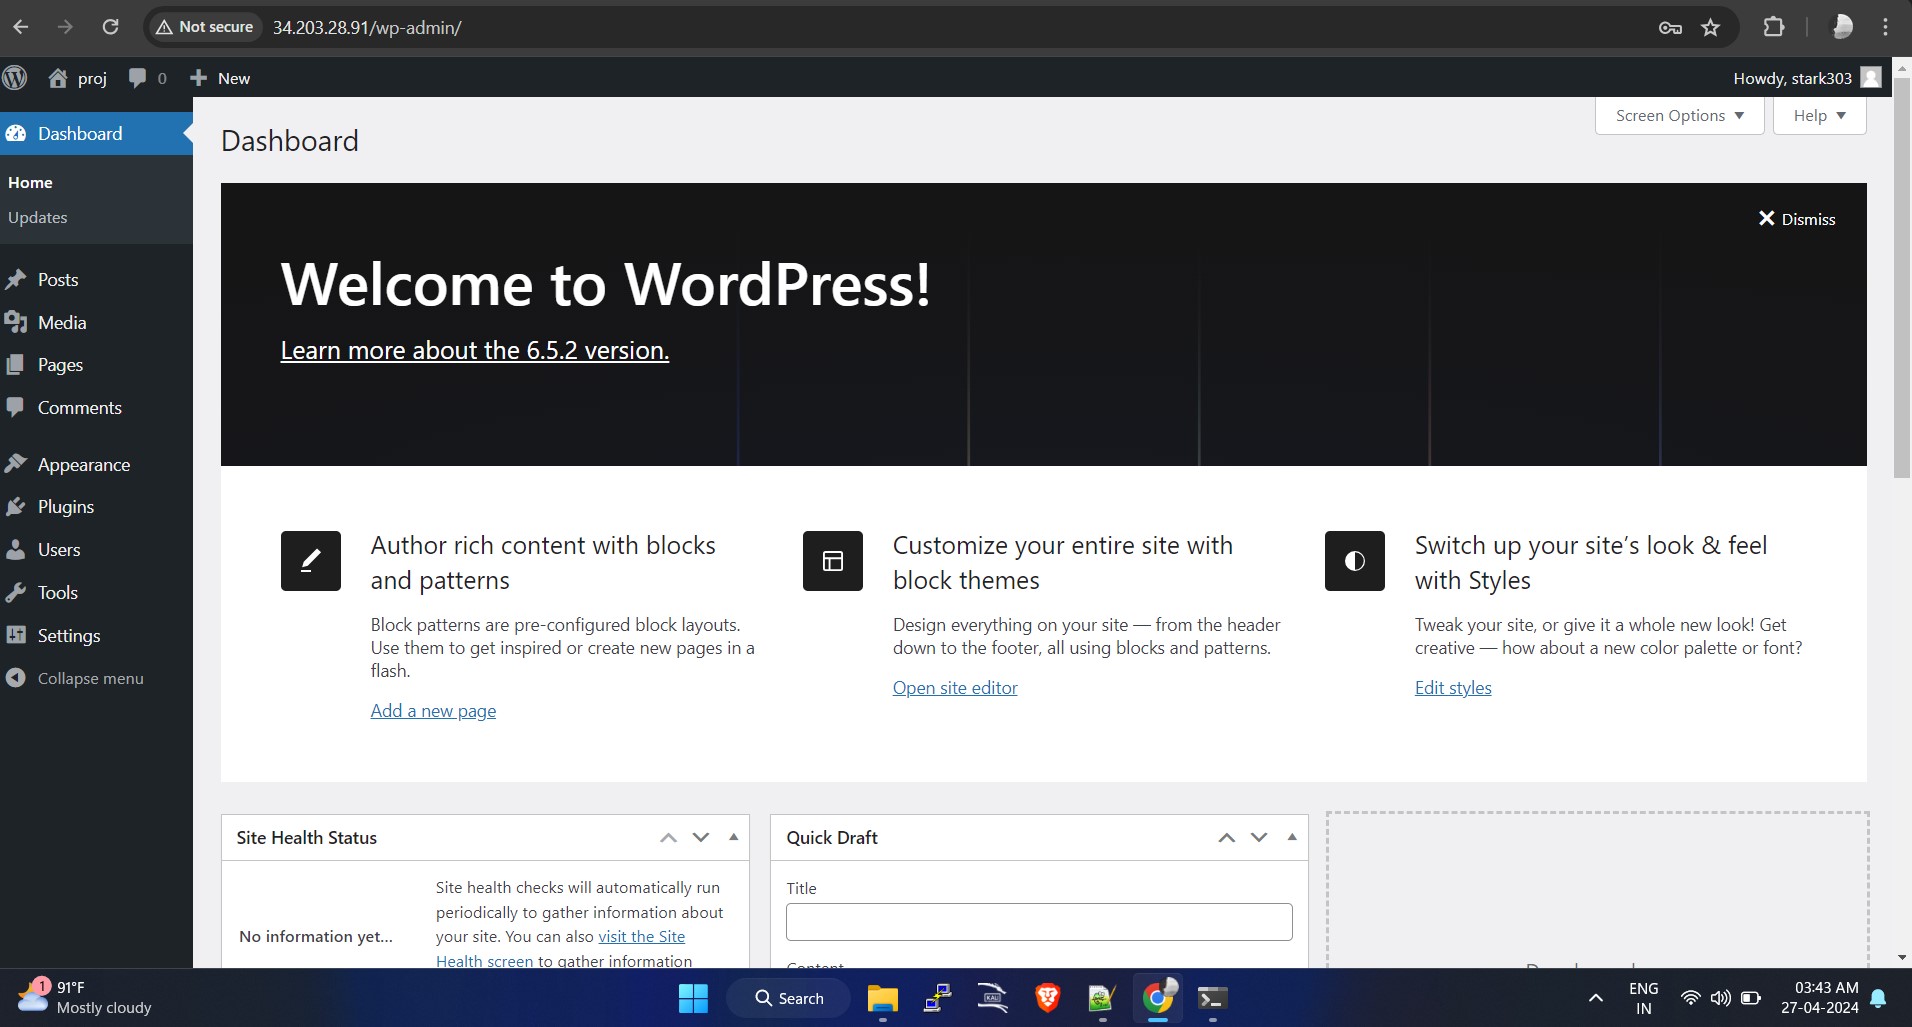 Not secure 34.203.28.91/wp-admin/
proj 0 New
Howdy, stark303
Dashboard
Home
Updates
Posts
Media
Pages
Comments
Appearance
Plugins
Users
Tools
Settings
Collapse menu
Screen Options
Help
Dashboard
Dismiss
Welcome to WordPress!
Learn more about the 6.5.2 version.
Author rich content with blocks
and patterns
Block patterns are pre-configured block layouts.
Use them to get inspired or create new pages in a
flash.
Add a new page
Customize your entire site with
block themes
Design everything on your site — from the header
down to the footer, all using blocks and patterns.
Open site editor
Switch up your site’s look & feel
with Styles
Tweak your site, or give it a whole new look! Get
creative — how about a new color palette or font?
Edit styles
Site Health Status
No information yet...
Site health checks will automatically run
periodically to gather information about
your site. You can also visit the Site
Health screen to gather information
Quick Draft
Title
Content
1
91°F
Mostly cloudy
Search
KALI
ENG
IN
03:43 AM
27-04-2024